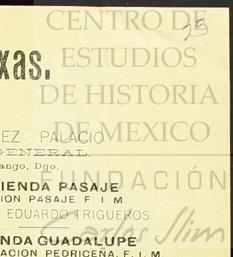 CENTRO DE
25
ESTUDIOS
xas.
DE HISTORIA
DE MEXICO
EZ PALACIO
GENERAL.
ango, Dgo.
FUNDACIÓN
IENDA PASAJE
ION PASAJE F. I. M.
EDUARDO TRIGUEROS.
Carlos Slim
NDA GUADALUPE
ACION PEDRICEÑA, F. I. M